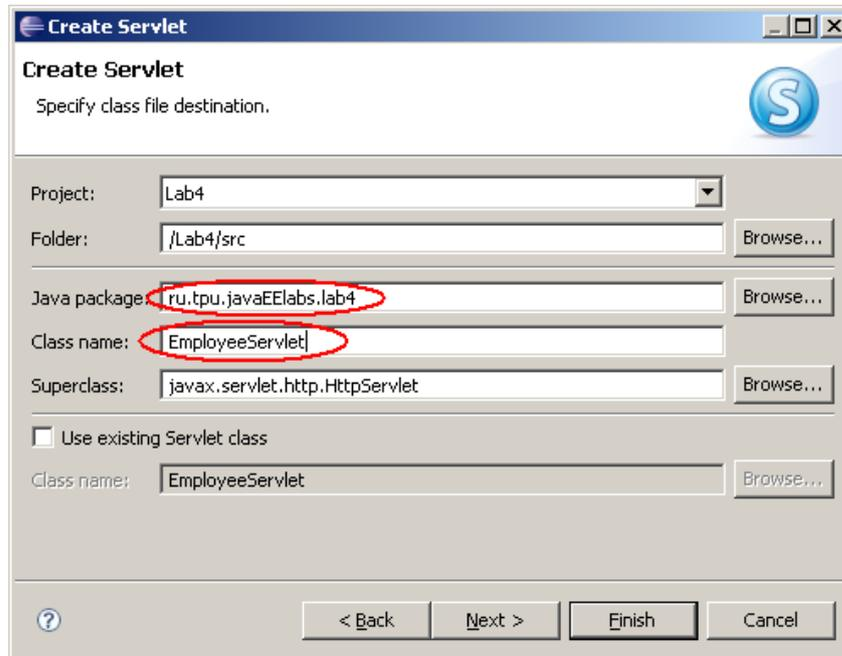 Create Servlet
Create Servlet
Specify class file destination.
S
Project: Lab4
Folder: /Lab4/src Browse...
Java package: ru.tpu.javaEElabs.lab4 Browse...
Class name: EmployeeServlet
Superclass: javax.servlet.http.HttpServlet Browse...
Use existing Servlet class
Class name: EmployeeServlet Browse...
? < Back Next > Finish Cancel